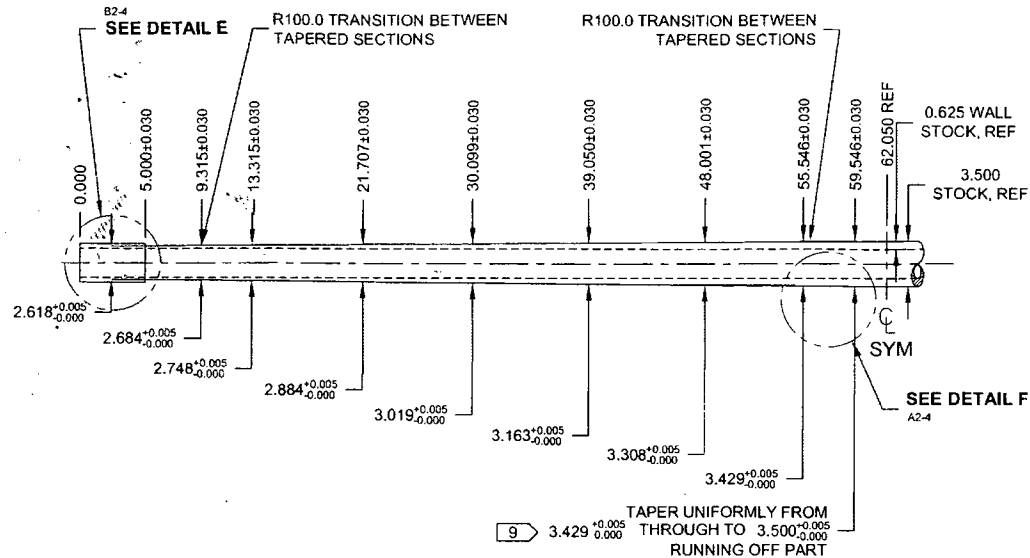 B2-4
SEE DETAIL E
R100.0 TRANSITION BETWEEN
TAPERED SECTIONS
R100.0 TRANSITION BETWEEN
TAPERED SECTIONS
0.000
5.000±0.030
9.315±0.030
13.315±0.030
21.707±0.030
30.099±0.030
39.050±0.030
48.001±0.030
55.546±0.030
59.546±0.030
62.050 REF
0.625 WALL
STOCK, REF
3.500
STOCK, REF
2.618 +0.005 -0.000
2.684 +0.005 -0.000
2.748 +0.005 -0.000
2.884 +0.005 -0.000
3.019 +0.005 -0.000
3.163 +0.005 -0.000
3.308 +0.005 -0.000
3.429 +0.005 -0.000
SYM
SEE DETAIL F
A2-4
TAPER UNIFORMLY FROM
9 3.429 +0.005 0.000 THROUGH TO 3.500 +0.005 -0.000
RUNNING OFF PART